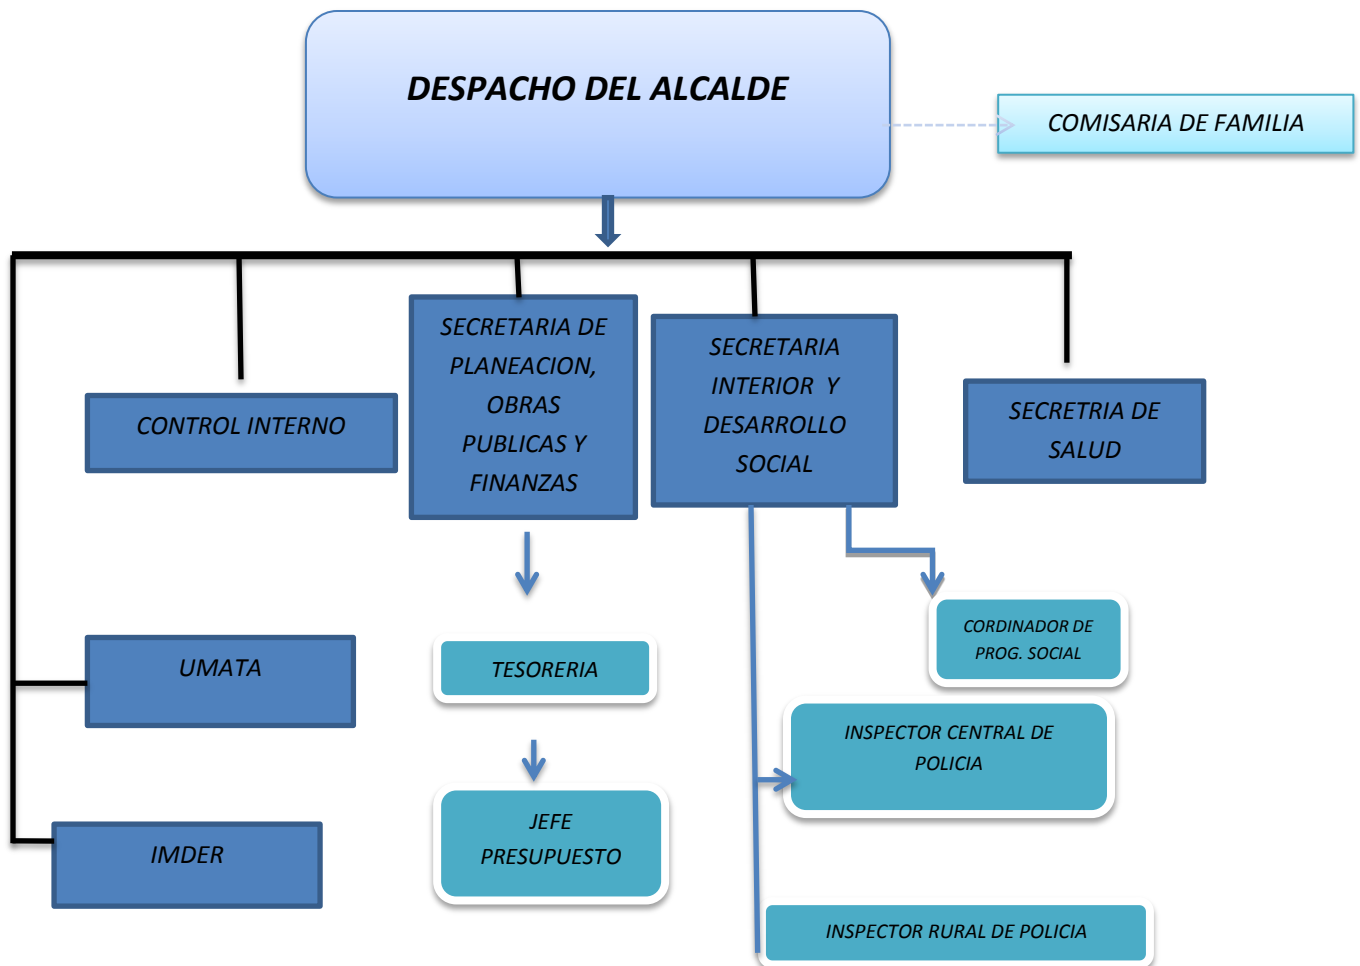 DESPACHO DEL ALCALDE
COMISARIA DE FAMILIA
SECRETARIA DE
PLANEACION,
OBRAS
PUBLICAS Y
FINANZAS
SECRETARIA
INTERIOR Y
DESARROLLO
SOCIAL
SECRETRIA DE
SALUD
CONTROL INTERNO
CORDINADOR DE
PROG. SOCIAL
UMATA
TESORERIA
INSPECTOR CENTRAL DE
POLICIA
JEFE
PRESUPUESTO
IMDER
INSPECTOR RURAL DE POLICIA